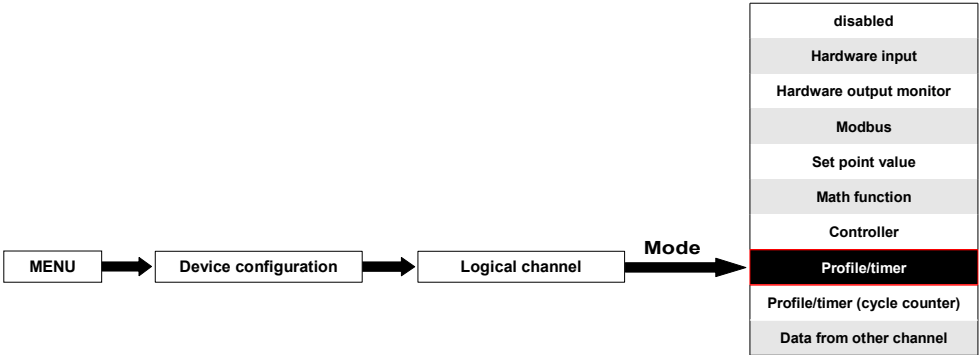 disabled
Hardware input
Hardware output monitor
Modbus
Set point value
Math function
Controller
MENU
Device configuration
Logical channel
Mode
Profile/timer
Profile/timer (cycle counter)
Data from other channel